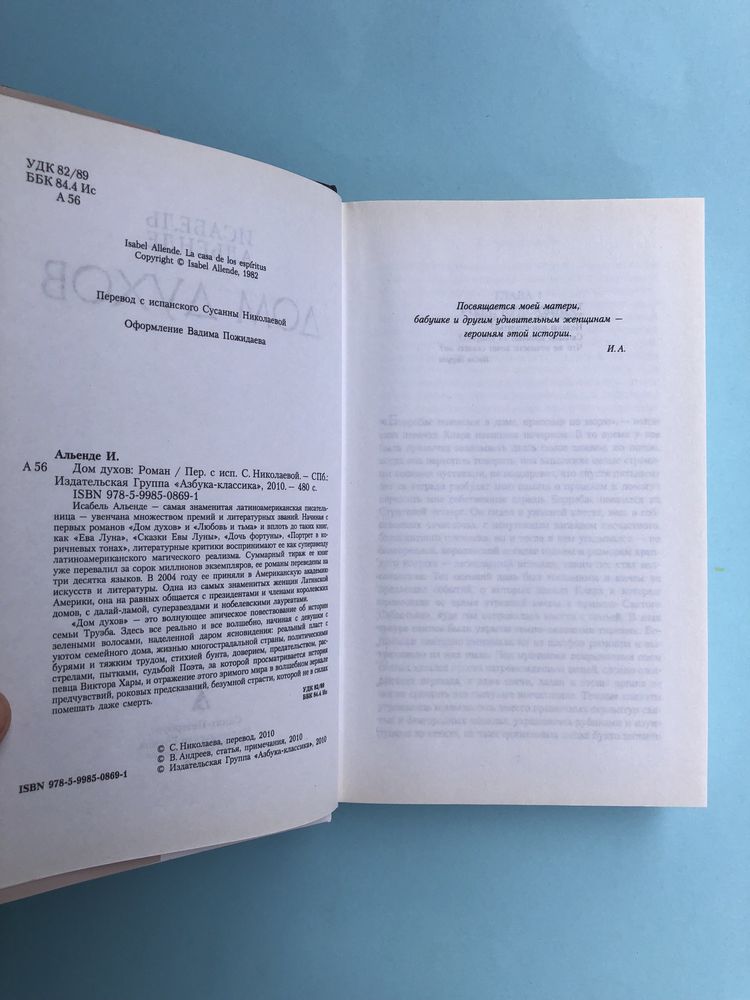 УДК 82/89
ББК 84.4 Ис
А 56
Isabel Allende. La casa de los espíritus
Copyright © Isabel Allende, 1982
Перевод с испанского Сусанны Николаевой
Оформление Вадима Пожидаева
Альенде И.
А 56 Дом духов: Роман / Пер. с исп. С. Николаевой. – СПб.:
Издательская Группа «Азбука-классика», 2010. – 480 с.
ISBN 978-5-9985-0869-1
Исабель Альенде — самая знаменитая латиноамериканская писатель-
ница — увенчана множеством премий и литературных званий. Начиная с
первых романов «Дом духов» и «Любовь и тьма» и вплоть до таких книг,
как «Ева Луна», «Сказки Евы Луны», «Дочь фортуны», «Портрет в ко-
ричневых тонах», литературные критики воспринимают ее как суперзвезду
латиноамериканского магического реализма. Суммарный тираж ее книг
уже перевалил за сорок миллионов экземпляров, ее романы переведены на
три десятка языков. В 2004 году ее приняли в Американскую академию
искусств и литературы. Одна из самых знаменитых женщин Латинской
Америки, она на равных общается с президентами и членами королевских
домов, с далай-ламой, суперзвездами и нобелевскими лауреатами.
«Дом духов» — это волнующее эпическое повествование об истории
семьи Труэба. Здесь все реально и все волшебно, начиная с девушки с
зелеными волосами, наделенной даром ясновидения: реальный пласт с
уютом семейного дома, жизнью многострадальной страны, политическими
бурями и тяжким трудом, стихией бунта, доверием, предательством, рас-
стрелами, пытками, судьбой Поэта, за которой просматривается история
певца Виктора Хары, и отражение этого зримого мира в волшебном зеркале
предчувствий, роковых предсказаний, безумной страсти, которой не в силах
помешать даже смерть.
УДК 82/89
ББК 84.4 Ис
© С. Николаева, перевод, 2010
© В. Андреев, статья, примечания, 2010
© Издательская Группа «Азбука-классика», 2010
ISBN 978-5-9985-0869-1
Посвящается моей матери,
бабушке и другим удивительным женщинам —
героиням этой истории.
И. А.